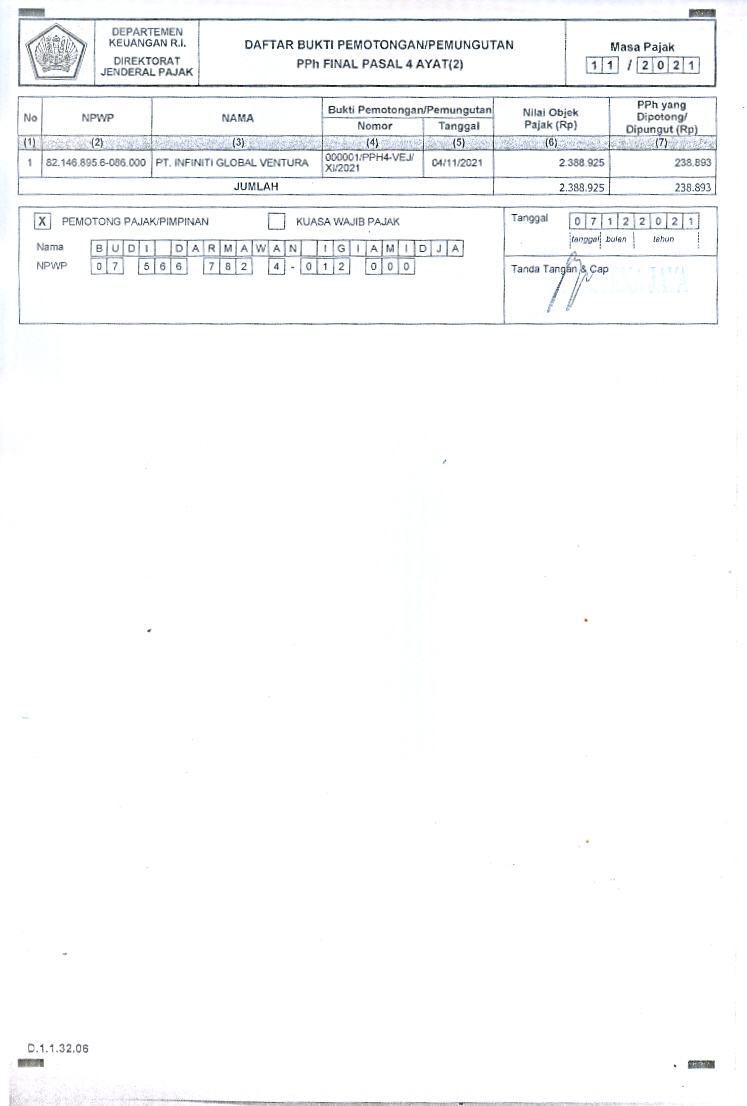 DEPARTEMEN
KEUANGAN R.I.
DIREKTORAT
JENDERAL PAJAK
DAFTAR BUKTI PEMOTONGAN/PEMUNGUTAN
PPh FINAL PASAL 4 AYAT(2)
Masa Pajak
1 1 / 2 0 2 1
No NPWP NAMA Bukti Pemotongan/Pemungutan Nilai Objek Pajak (Rp) PPh yang Dipotong/ Dipungut (Rp)
Nomor Tanggal
(1) (2) (3) (4) (5) (6) (7)
1 82.146.895.6-086.000 PT. INFINITI GLOBAL VENTURA 000001/PPH4-VEJ/ XI/2021 04/11/2021 2.388.925 238.893
JUMLAH 2.388.925 238.893
X PEMOTONG PAJAK/PIMPINAN KUASA WAJIB PAJAK
Nama B U D I D A R M A W A N I G I A M I D J A
NPWP 0 7 5 6 6 7 8 2 4 - 0 1 2 0 0 0
Tanggal 0 7 1 2 2 0 2 1
tanggal bulan tahun
Tanda Tangan & Cap
D.1.1.32.06